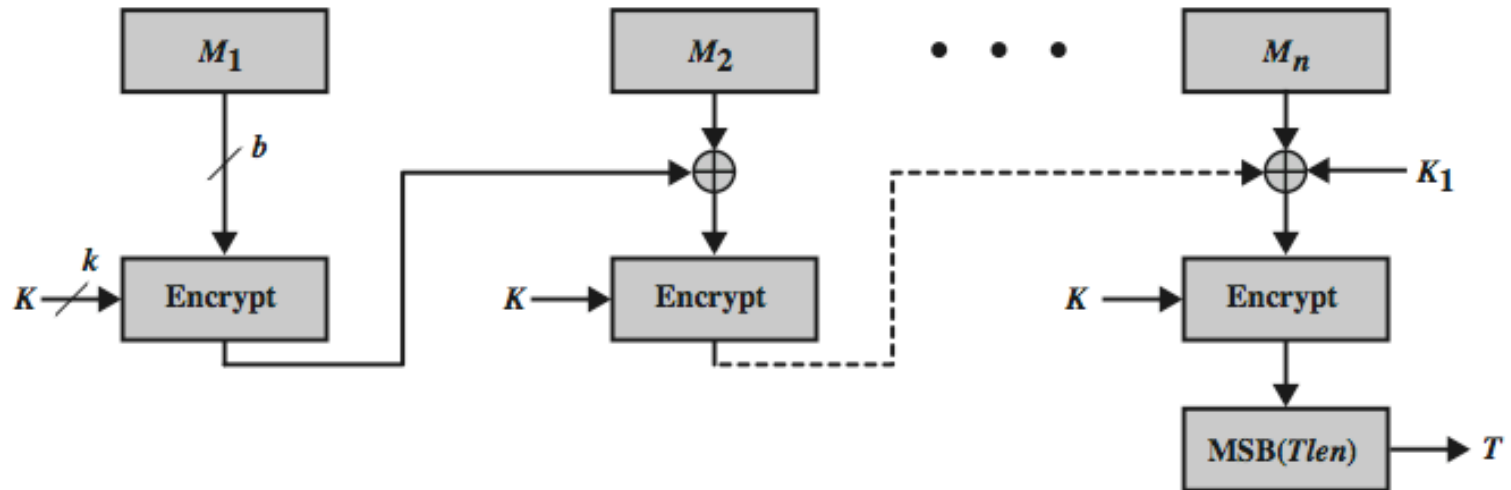 M1 M2 • • • Mn
b
K1
k
K Encrypt K Encrypt K Encrypt
MSB(Tlen) T